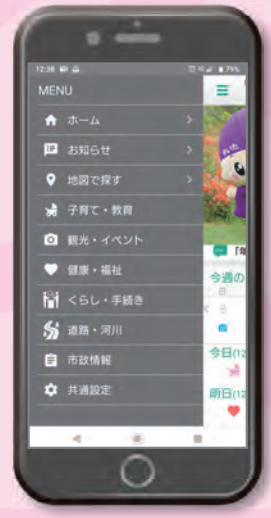 12:38
79%
MENU
ホーム
お知らせ
地図で探す
子育て・教育
観光・イベント
健康・福祉
くらし・手続き
道路・河川
市政情報
共通設定
今週の
日
今日(12
明日(12